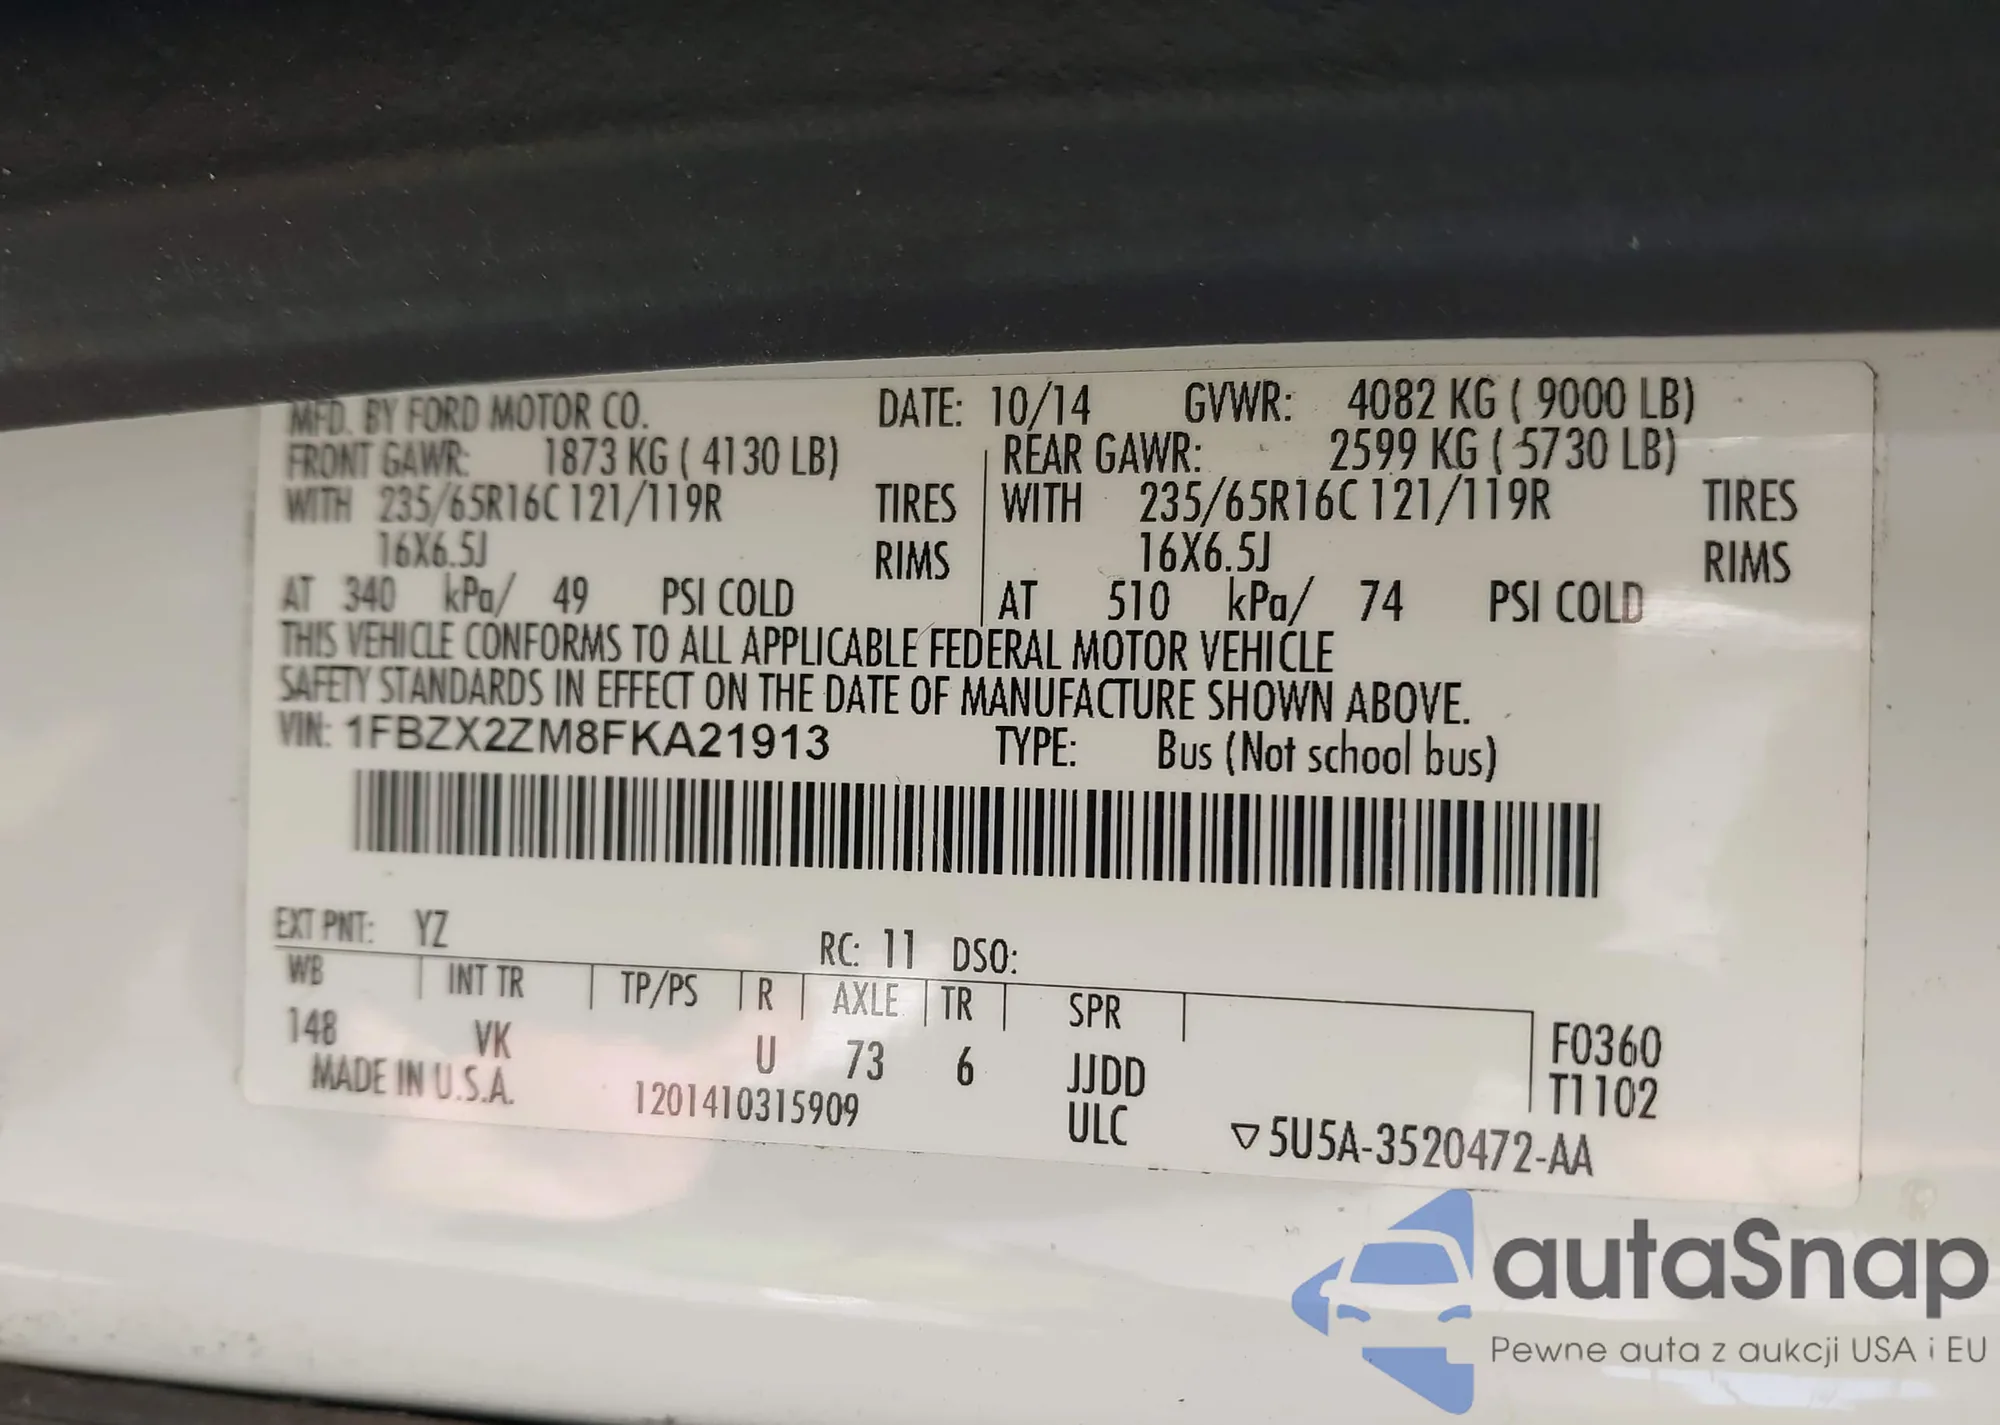 MFD. BY FORD MOTOR CO. DATE: 10/14 GVWR: 4082 KG ( 9000 LB)
FRONT GAWR: 1873 KG ( 4130 LB) REAR GAWR: 2599 KG ( 5730 LB)
WITH 235/65R16C 121/119R TIRES WITH 235/65R16C 121/119R TIRES
16X6.5J RIMS 16X6.5J RIMS
AT 340 kPa/ 49 PSI COLD AT 510 kPa/ 74 PSI COLD
THIS VEHICLE CONFORMS TO ALL APPLICABLE FEDERAL MOTOR VEHICLE
SAFETY STANDARDS IN EFFECT ON THE DATE OF MANUFACTURE SHOWN ABOVE.
VIN: 1FBZX2ZM8FKA21913 TYPE: Bus (Not school bus)
EXT PNT: YZ RC: 11 DSO:
WB INT TR TP/PS R AXLE TR SPR
148 VK U 73 6 JJDD F0360
MADE IN U.S.A. 1201410315909 ULC T1102
▽5U5A-3520472-AA
autaSnap
Pewne auta z aukcji USA i EU